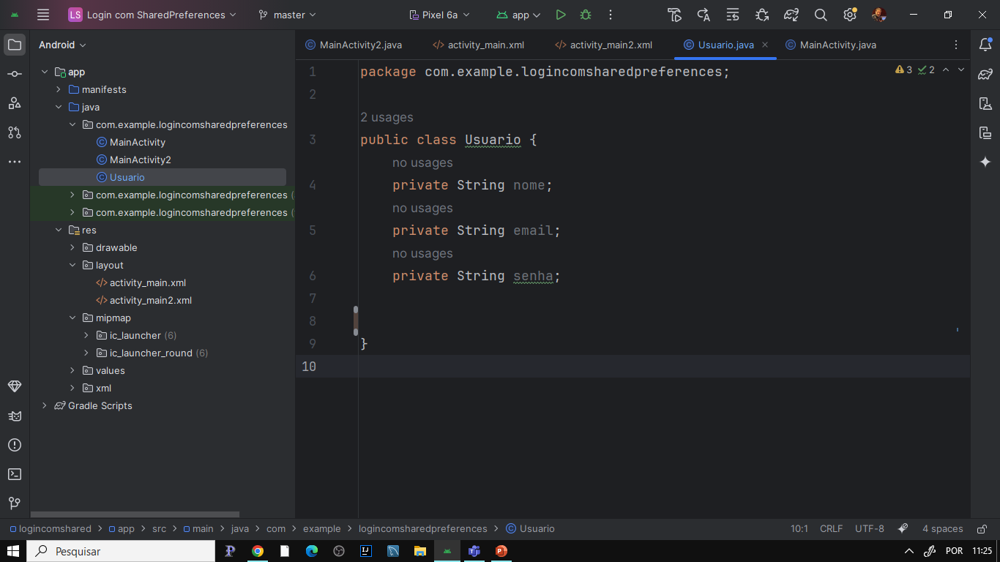 LS Login com SharedPreferences master Pixel 6a app
Android
MainActivity2.java activity_main.xml activity_main2.xml Usuario.java MainActivity.java
app
manifests
java
com.example.logincomsharedpreferences
MainActivity
MainActivity2
Usuario
com.example.logincomsharedpreferences (
com.example.logincomsharedpreferences (
res
drawable
layout
activity_main.xml
activity_main2.xml
mipmap
ic_launcher (6)
ic_launcher_round (6)
values
xml
Gradle Scripts
3 2
1 package com.example.logincomsharedpreferences;
2
2 usages
3 public class Usuario {
no usages
4 private String nome;
no usages
5 private String email;
no usages
6 private String senha;
7
8
9 }
10
logincomshared > app > src > main > java > com > example > logincomsharedpreferences > Usuario
10:1 CRLF UTF-8 4 spaces
Pesquisar
POR 11:25